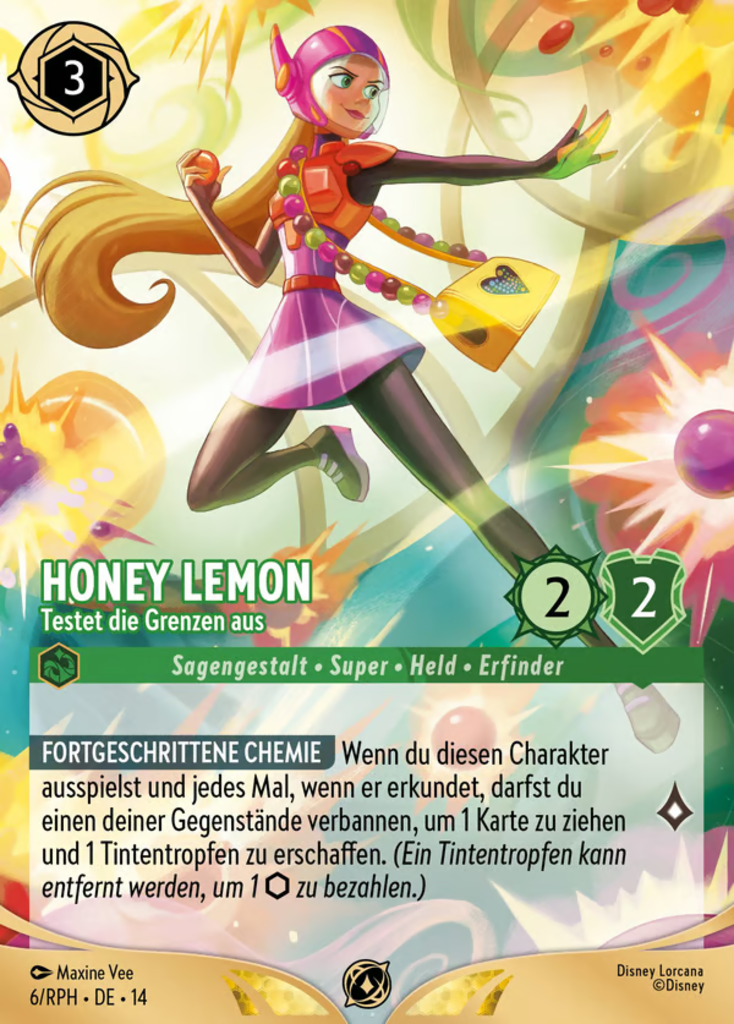 3
HONEY LEMON
Testet die Grenzen aus
2
2
Sagengestalt • Super • Held • Erfinder
FORTGESCHRITTENE CHEMIE Wenn du diesen Charakter
ausspielst und jedes Mal, wenn er erkundet, darfst du
einen deiner Gegenstände verbannen, um 1 Karte zu ziehen
und 1 Tintentropfen zu erschaffen. (Ein Tintentropfen kann
entfernt werden, um 1 ⬡ zu bezahlen.)
Maxine Vee
6/RPH • DE • 14
Disney Lorcana
©Disney